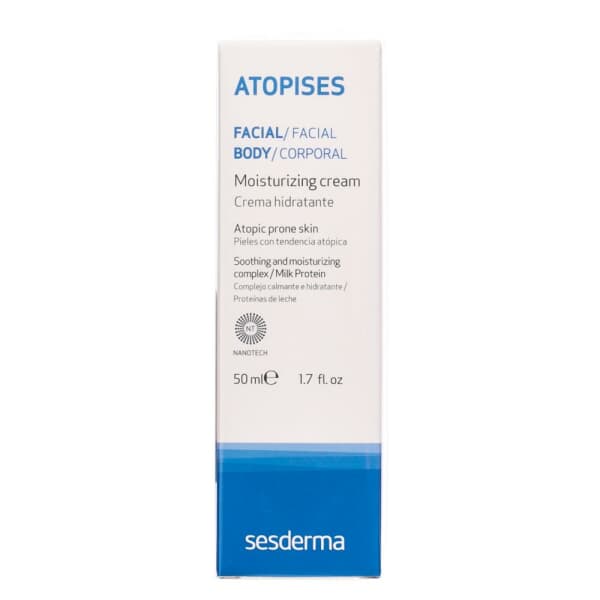 ATOPISES
FACIAL/ FACIAL
BODY/ CORPORAL
Moisturizing cream
Crema hidratante
Atopic prone skin
Pieles con tendencia atópica
Soothing and moisturizing
complex / Milk Protein
Complejo calmante e hidratante /
Proteínas de leche
NT
NANOTECH
50 ml ℮ 1.7 fl. oz
sesderma